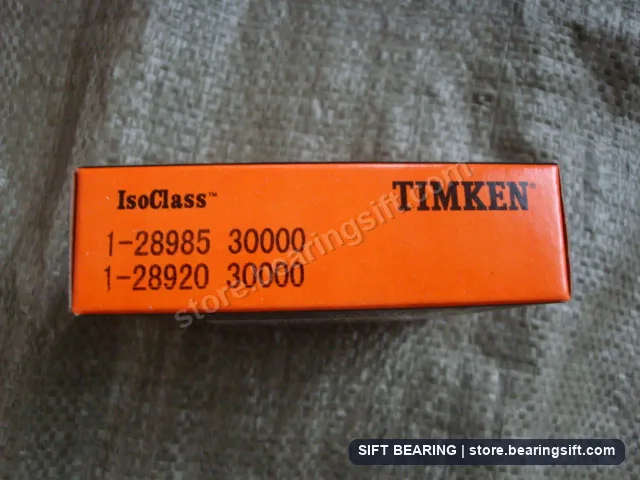 IsoClass™
TIMKEN®
1-28985 30000
1-28920 30000
store.bearingsift.com
SIFT BEARING | store.bearingsift.com